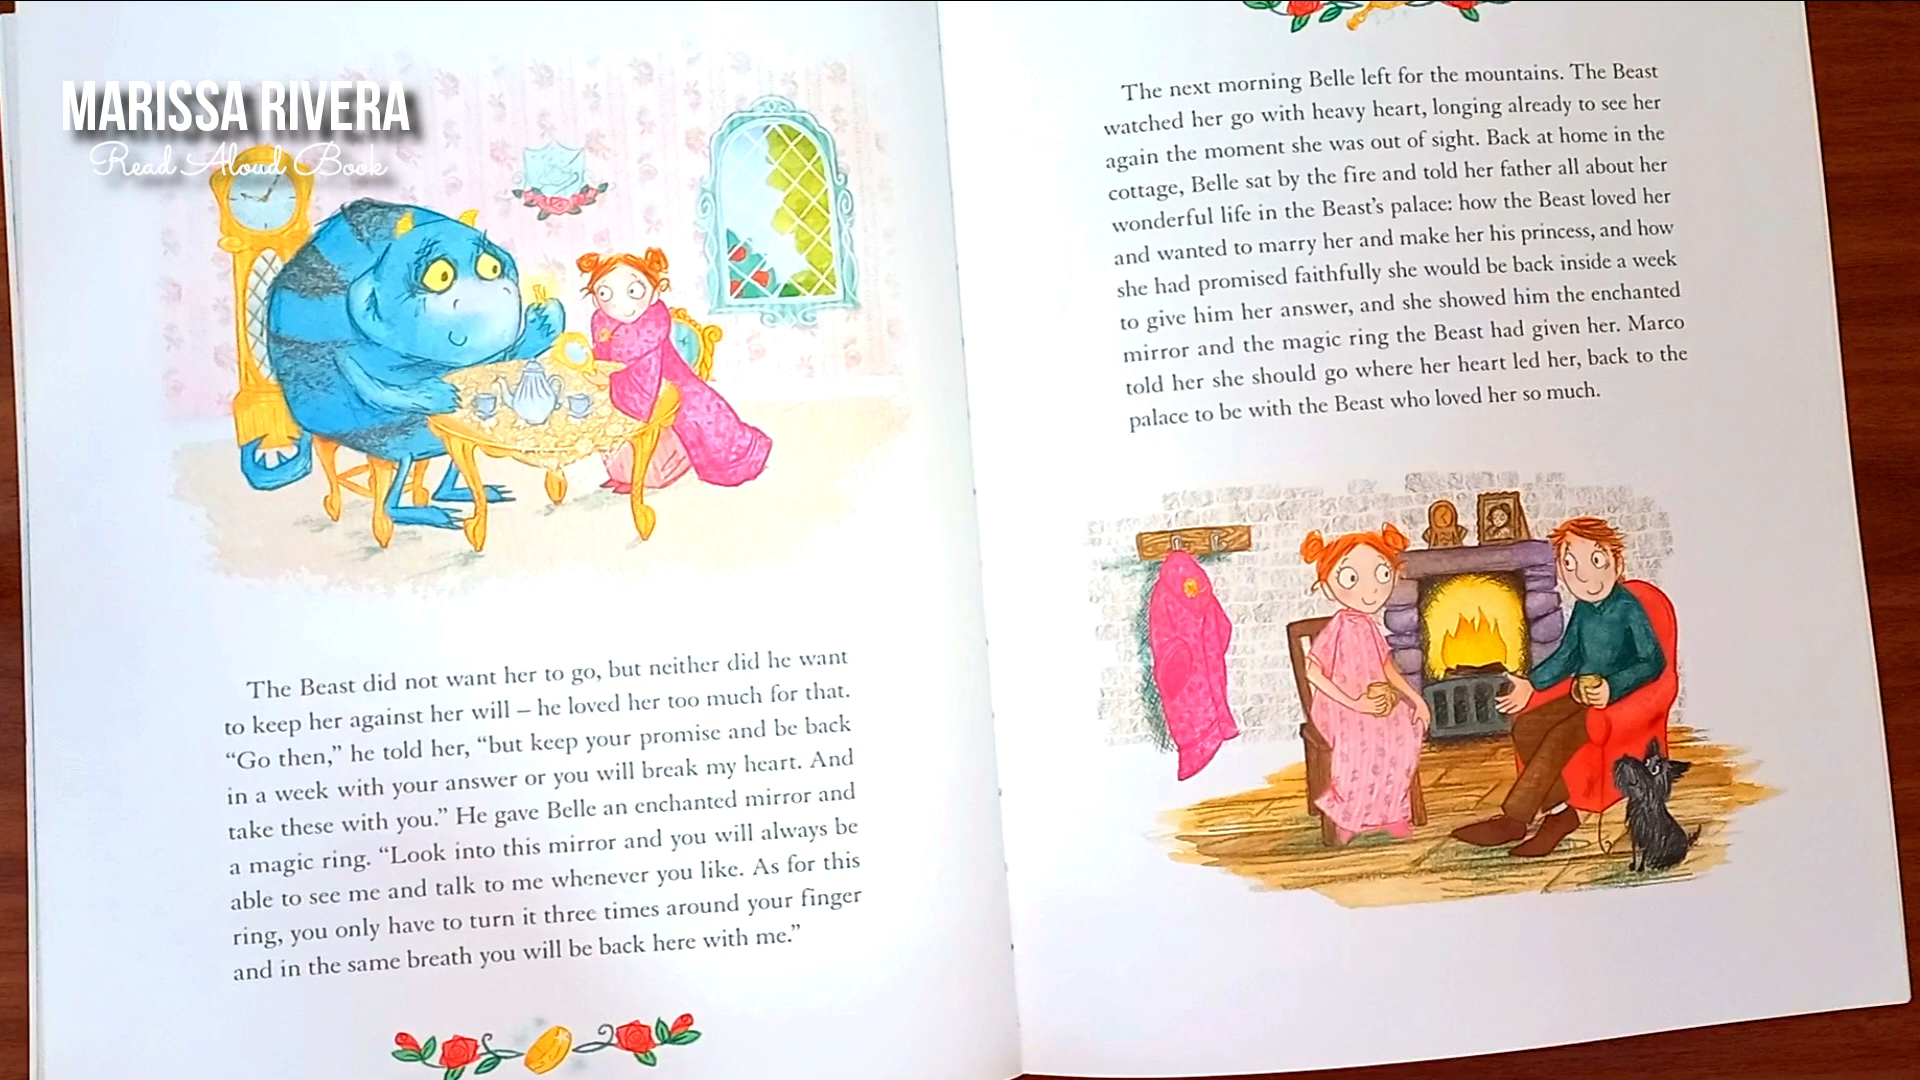 MARISSA RIVERA
Read Aloud Book
The Beast did not want her to go, but neither did he want
to keep her against her will – he loved her too much for that.
“Go then,” he told her, “but keep your promise and be back
in a week with your answer or you will break my heart. And
take these with you.” He gave Belle an enchanted mirror and
a magic ring. “Look into this mirror and you will always be
able to see me and talk to me whenever you like. As for this
ring, you only have to turn it three times around your finger
and in the same breath you will be back here with me.”
The next morning Belle left for the mountains. The Beast
watched her go with heavy heart, longing already to see her
again the moment she was out of sight. Back at home in the
cottage, Belle sat by the fire and told her father all about her
wonderful life in the Beast’s palace: how the Beast loved her
and wanted to marry her and make her his princess, and how
she had promised faithfully she would be back inside a week
to give him her answer, and she showed him the enchanted
mirror and the magic ring the Beast had given her. Marco
told her she should go where her heart led her, back to the
palace to be with the Beast who loved her so much.